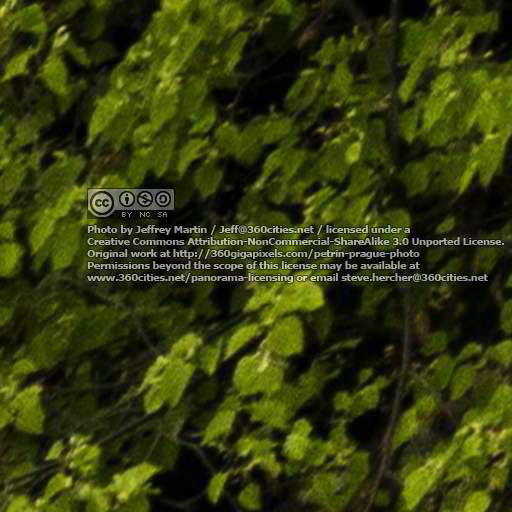 cc BY NC SA
Photo by Jeffrey Martin / Jeff@360cities.net / licensed under a
Creative Commons Attribution-NonCommercial-ShareAlike 3.0 Unported License.
Original work at http://360gigapixels.com/petrin-prague-photo
Permissions beyond the scope of this license may be available at
www.360cities.net/panorama-licensing or email steve.hercher@360cities.net